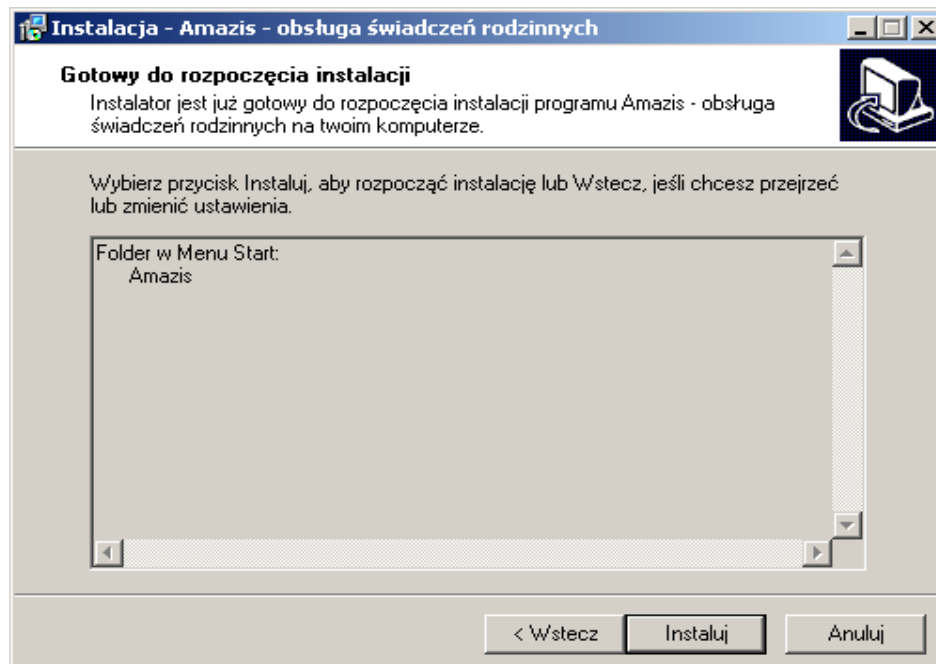 Instalacja - Amazis - obsługa świadczeń rodzinnych
Gotowy do rozpoczęcia instalacji
Instalator jest już gotowy do rozpoczęcia instalacji programu Amazis - obsługa
świadczeń rodzinnych na twoim komputerze.
Wybierz przycisk Instaluj, aby rozpocząć instalację lub Wstecz, jeśli chcesz przejrzeć
lub zmienić ustawienia.
Folder w Menu Start:
Amazis
< Wstecz
Instaluj
Anuluj